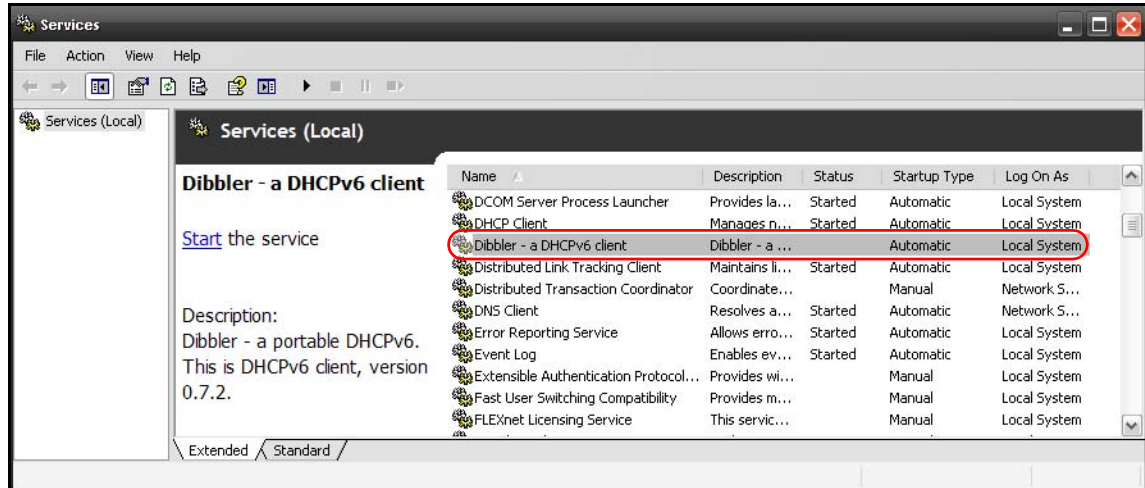 Services
File Action View Help
Services (Local)
Services (Local)
Dibbler - a DHCPv6 client
Start the service
Description:
Dibbler - a portable DHCPv6.
This is DHCPv6 client, version
0.7.2.
Name Description Status Startup Type Log On As
DCOM Server Process Launcher Provides la... Started Automatic Local System
DHCP Client Manages n... Started Automatic Local System
Dibbler - a DHCPv6 client Dibbler - a ... Automatic Local System
Distributed Link Tracking Client Maintains li... Started Automatic Local System
Distributed Transaction Coordinator Coordinate... Manual Network S...
DNS Client Resolves a... Started Automatic Network S...
Error Reporting Service Allows erro... Started Automatic Local System
Event Log Enables ev... Started Automatic Local System
Extensible Authentication Protocol... Provides wi... Manual Local System
Fast User Switching Compatibility Provides m... Manual Local System
FLEXnet Licensing Service This servic... Manual Local System
Extended Standard